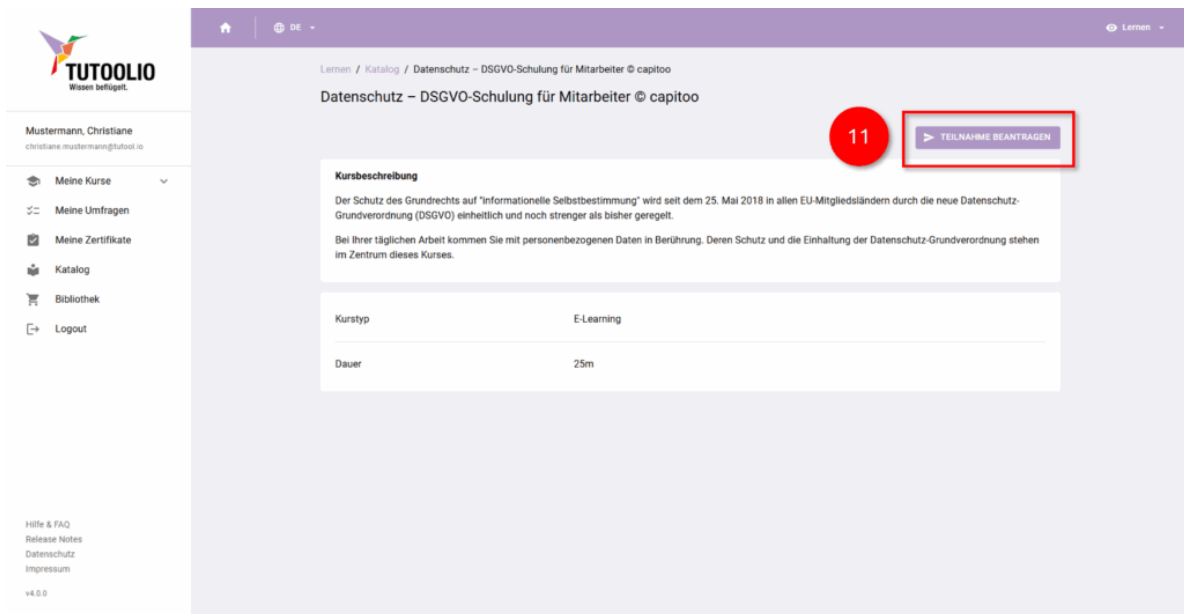 TUTOOLIO
Wissen beflügelt.
DE
Lernen
Mustermann, Christiane
christiane.mustermann@tutool.io
Meine Kurse
Meine Umfragen
Meine Zertifikate
Katalog
Bibliothek
Logout
Hilfe & FAQ
Release Notes
Datenschutz
Impressum
v4.0.0
Lernen / Katalog / Datenschutz – DSGVO-Schulung für Mitarbeiter © capitoo
Datenschutz – DSGVO-Schulung für Mitarbeiter © capitoo
11
TEILNAHME BEANTRAGEN
Kursbeschreibung
Der Schutz des Grundrechts auf "informationelle Selbstbestimmung" wird seit dem 25. Mai 2018 in allen EU-Mitgliedsländern durch die neue Datenschutz-
Grundverordnung (DSGVO) einheitlich und noch strenger als bisher geregelt.
Bei Ihrer täglichen Arbeit kommen Sie mit personenbezogenen Daten in Berührung. Deren Schutz und die Einhaltung der Datenschutz-Grundverordnung stehen
im Zentrum dieses Kurses.
Kurstyp E-Learning
Dauer 25m